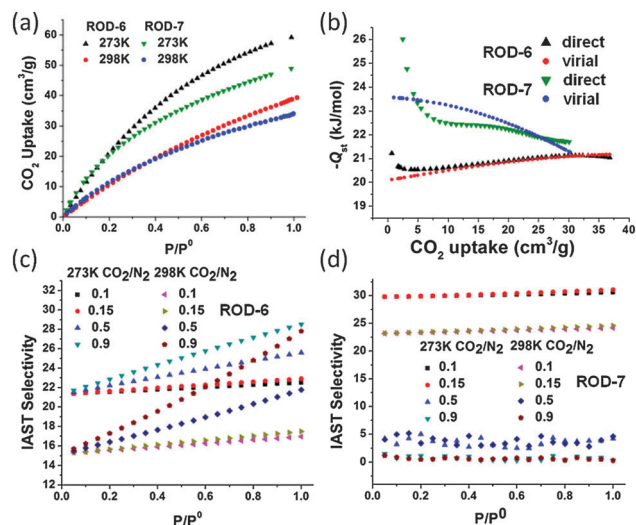 (a)
ROD-6 ROD-7
273K 273K
298K 298K
CO2 Uptake (cm3/g)
60
50
40
30
20
10
0
0.0 0.2 0.4 0.6 0.8 1.0
P/P0
(b)
ROD-6 direct
virial
ROD-7 direct
virial
-Qst (kJ/mol)
26
25
24
23
22
21
20
19
0 5 10 15 20 25 30 35 40
CO2 uptake (cm3/g)
(c)
273K CO2/N2 298K CO2/N2
0.1 0.1 ROD-6
0.15 0.15
0.5 0.5
0.9 0.9
IAST Selectivity
34
32
30
28
26
24
22
20
18
16
14
12
0.0 0.2 0.4 0.6 0.8 1.0
P/P0
(d)
273K CO2/N2 298K CO2/N2
0.1 0.1
0.15 0.15 ROD-7
0.5 0.5
0.9 0.9
IAST Selectivity
40
35
30
25
20
15
10
5
0
0.0 0.2 0.4 0.6 0.8 1.0
P/P0